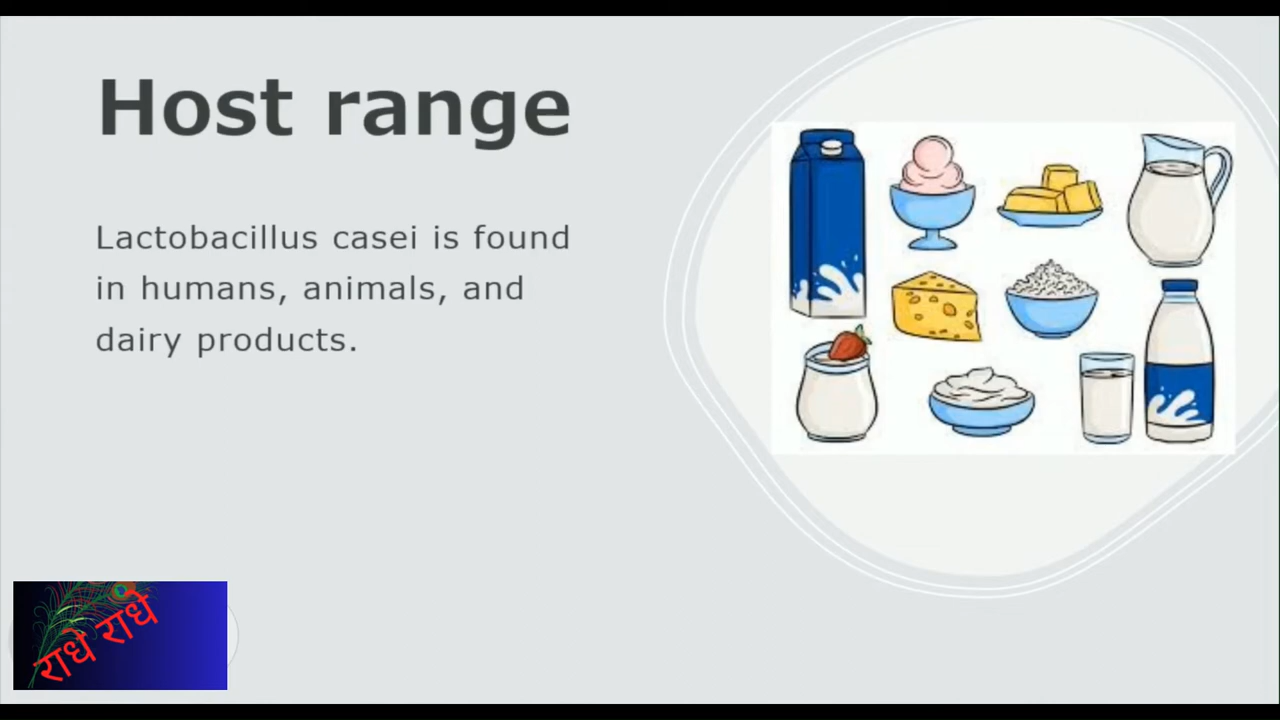 Host range
Lactobacillus casei is found
in humans, animals, and
dairy products.
राधे राधे